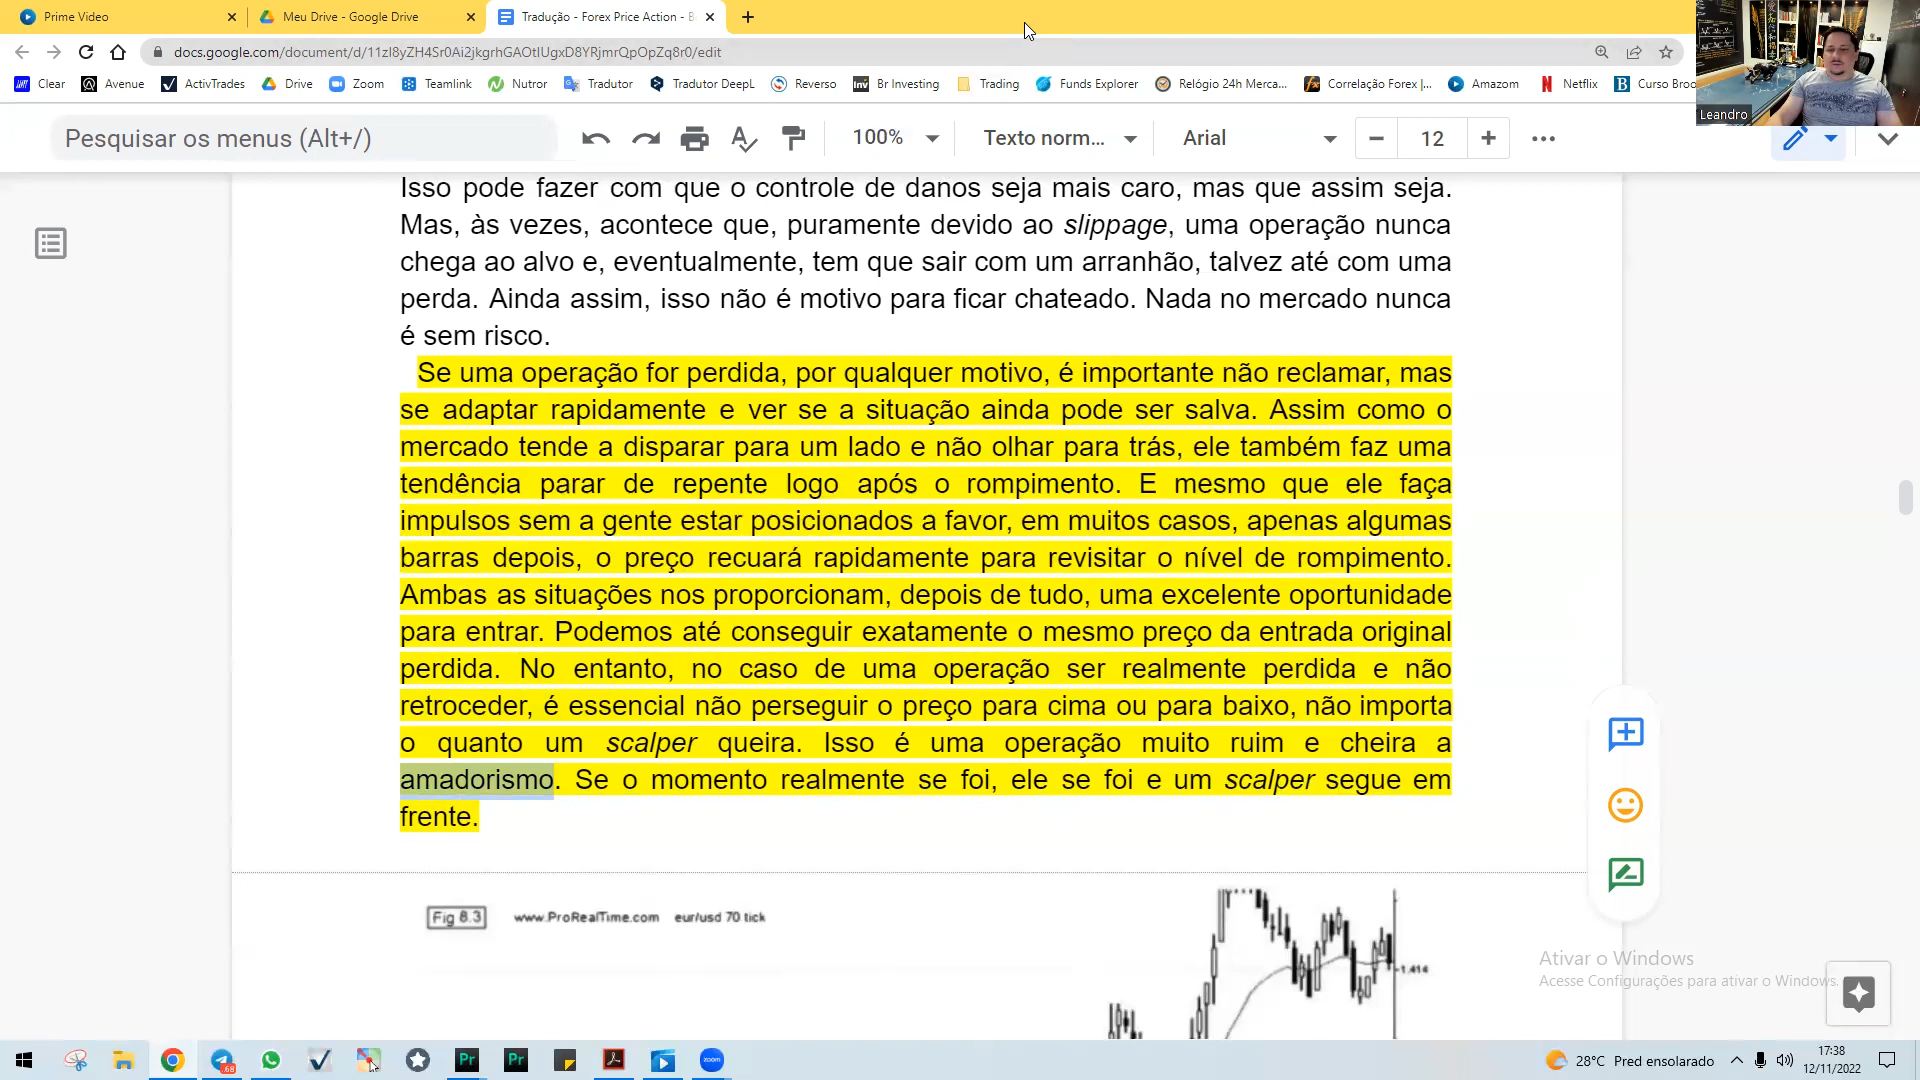 Prime Video
Meu Drive - Google Drive
Tradução - Forex Price Action - B
docs.google.com/document/d/11zI8yZH4Sr0Ai2jkgrhGAOtIUgxD8YRjmrQpOpZq8r0/edit
Clear
Avenue
ActivTrades
Drive
Zoom
Teamlink
Nutror
Tradutor
Tradutor DeepL
Reverso
Br Investing
Trading
Funds Explorer
Relógio 24h Merca...
Correlação Forex |...
Amazom
Netflix
Curso Broo
Leandro
Pesquisar os menus (Alt+/)
100%
Texto norm...
Arial
12
Isso pode fazer com que o controle de danos seja mais caro, mas que assim seja.
Mas, às vezes, acontece que, puramente devido ao slippage, uma operação nunca
chega ao alvo e, eventualmente, tem que sair com um arranhão, talvez até com uma
perda. Ainda assim, isso não é motivo para ficar chateado. Nada no mercado nunca
é sem risco.
Se uma operação for perdida, por qualquer motivo, é importante não reclamar, mas
se adaptar rapidamente e ver se a situação ainda pode ser salva. Assim como o
mercado tende a disparar para um lado e não olhar para trás, ele também faz uma
tendência parar de repente logo após o rompimento. E mesmo que ele faça
impulsos sem a gente estar posicionados a favor, em muitos casos, apenas algumas
barras depois, o preço recuará rapidamente para revisitar o nível de rompimento.
Ambas as situações nos proporcionam, depois de tudo, uma excelente oportunidade
para entrar. Podemos até conseguir exatamente o mesmo preço da entrada original
perdida. No entanto, no caso de uma operação ser realmente perdida e não
retroceder, é essencial não perseguir o preço para cima ou para baixo, não importa
o quanto um scalper queira. Isso é uma operação muito ruim e cheira a
amadorismo. Se o momento realmente se foi, ele se foi e um scalper segue em
frente.
Fig 8.3 www.ProRealTime.com eur/usd 70 tick
1.414
Ativar o Windows
Acesse Configurações para ativar o Windows.
28°C Pred ensolarado
17:38
12/11/2022